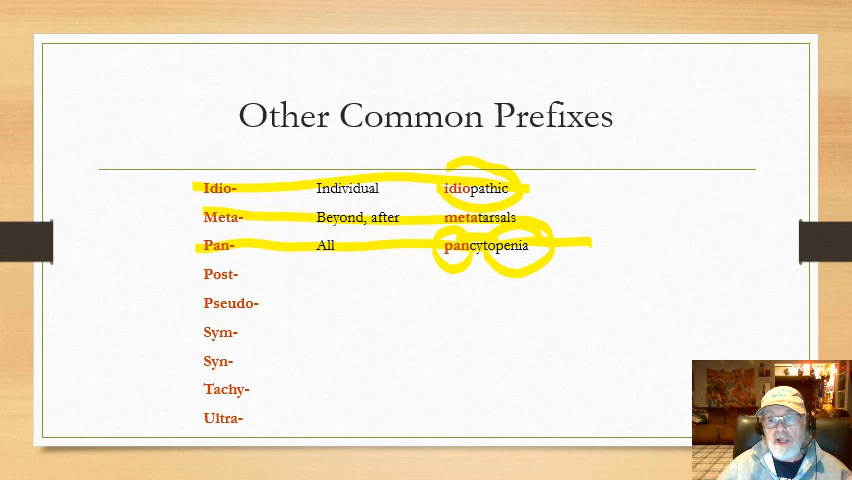 Other Common Prefixes
Idio- Individual idiopathic
Meta- Beyond, after metatarsals
Pan- All pancytopenia
Post-
Pseudo-
Sym-
Syn-
Tachy-
Ultra-